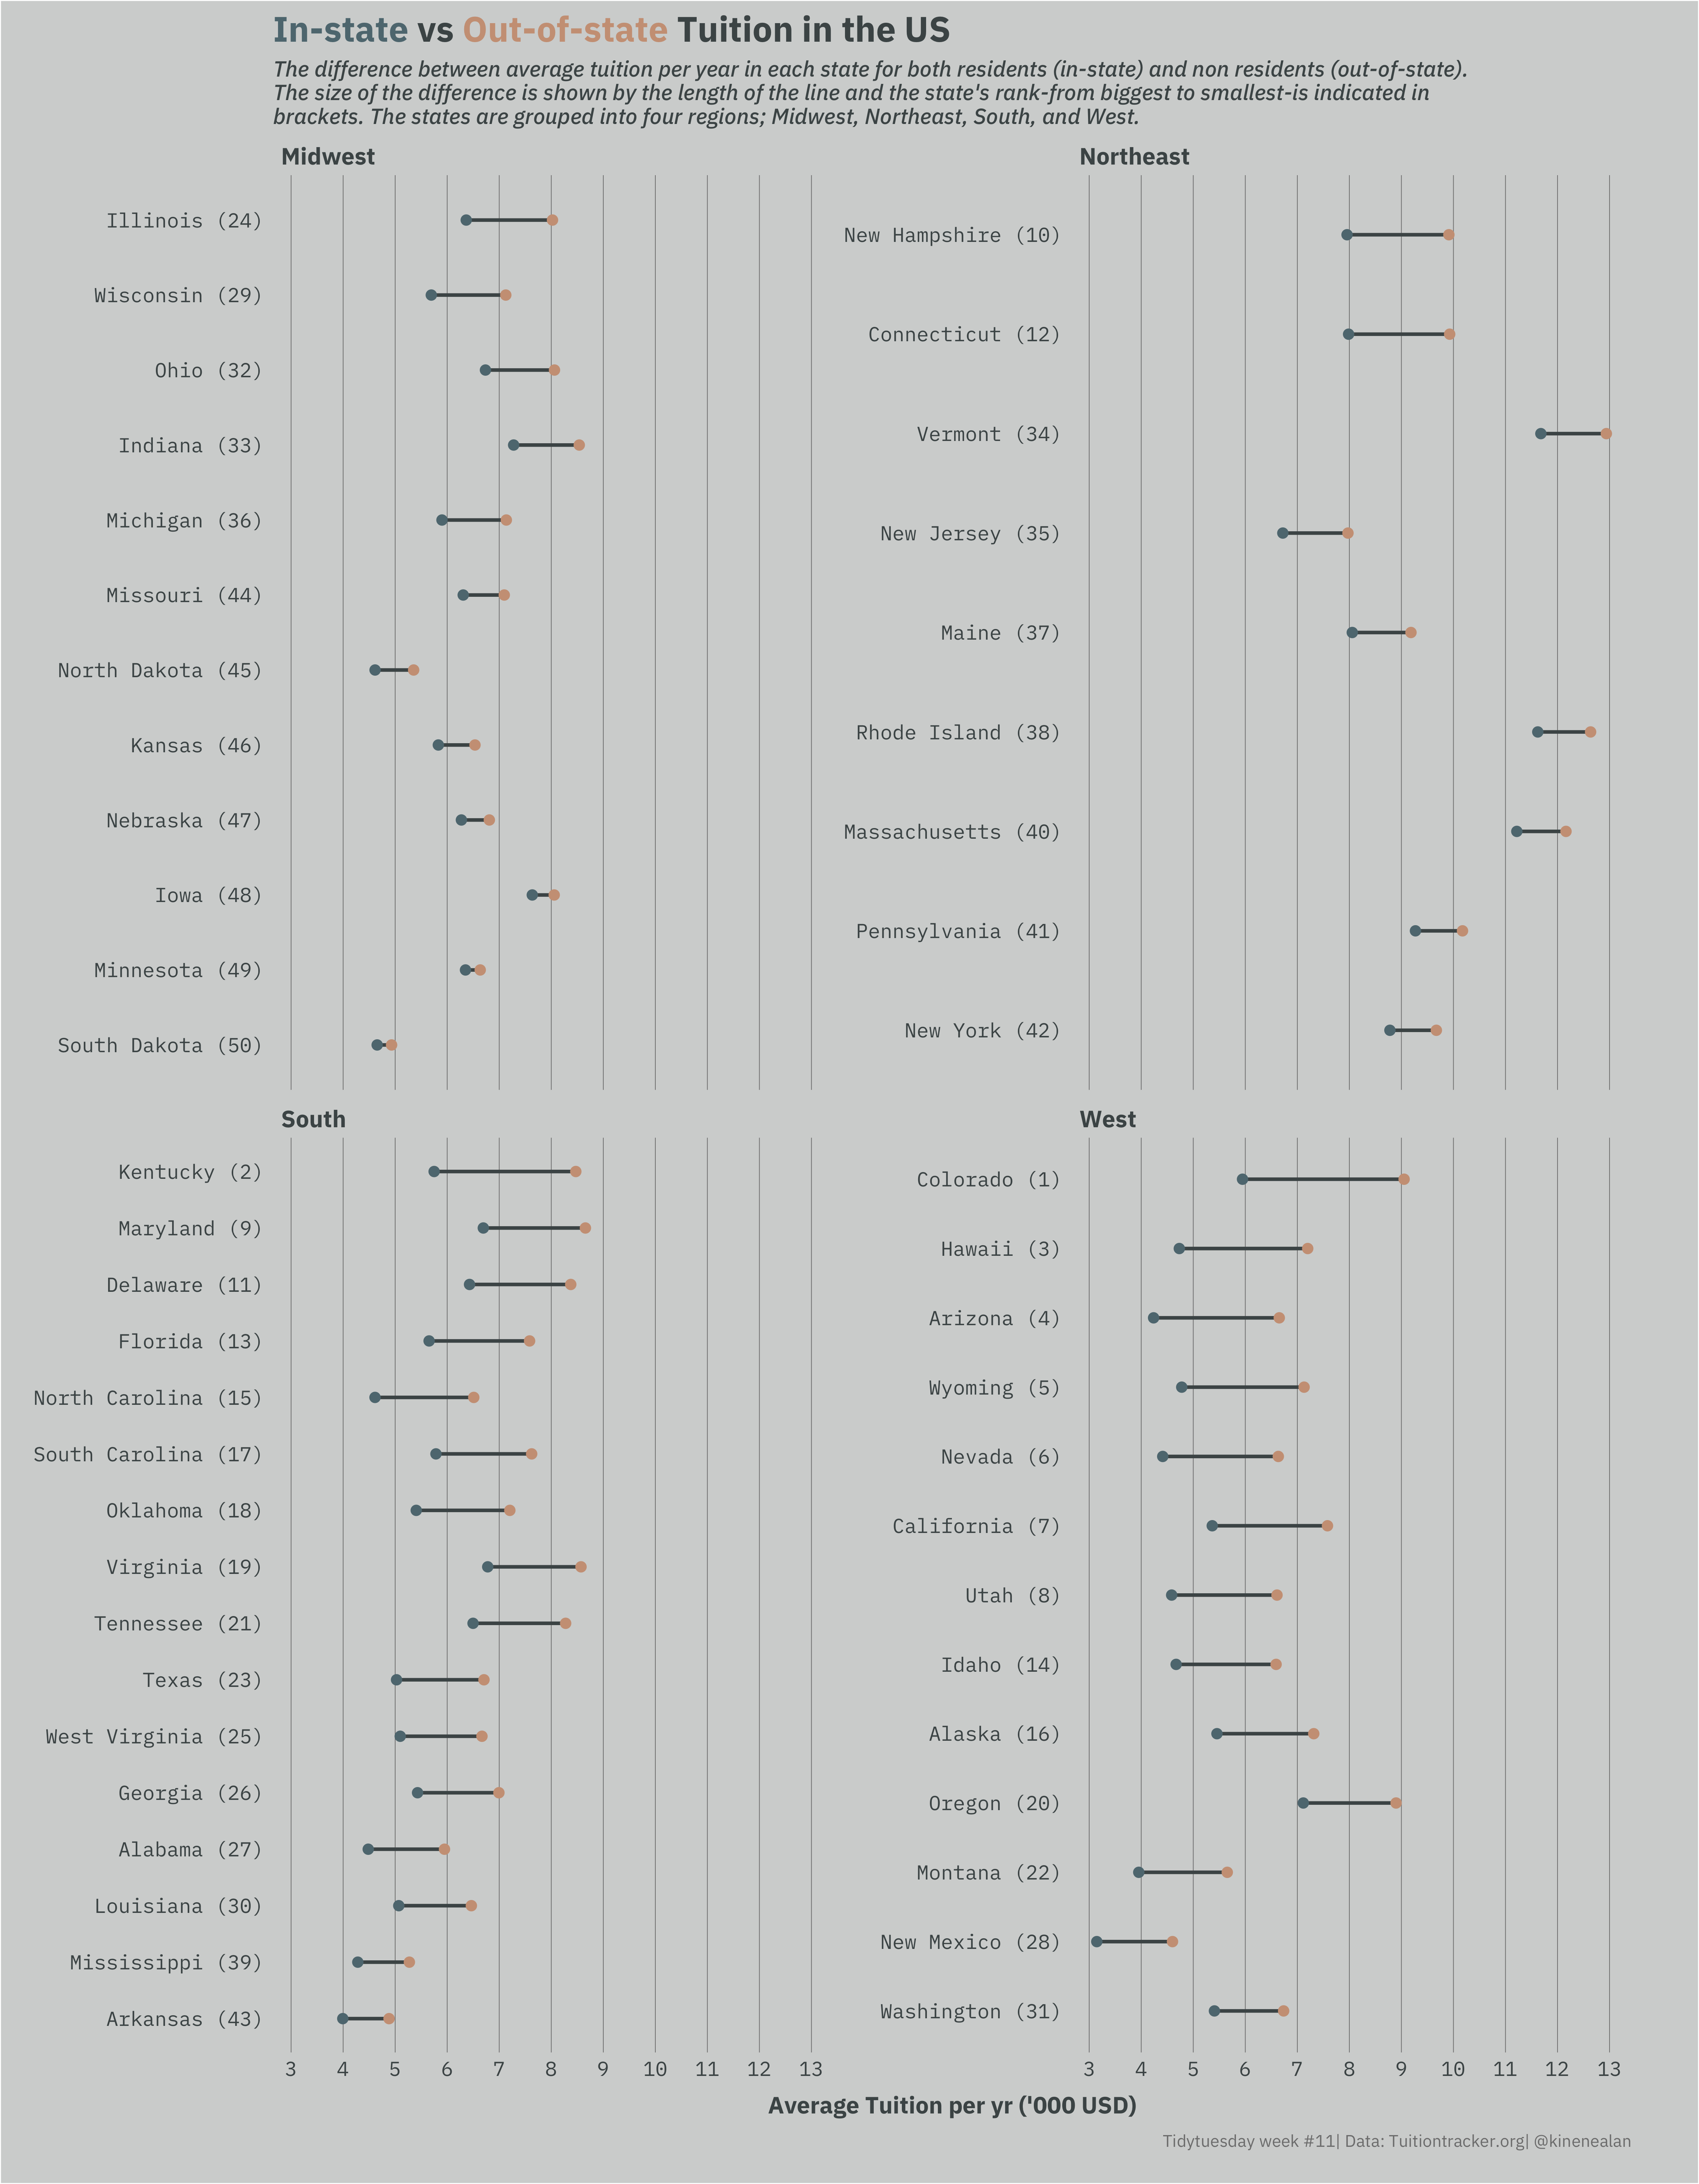 In-state vs Out-of-state Tuition in the US
The difference between average tuition per year in each state for both residents (in-state) and non residents (out-of-state).
The size of the difference is shown by the length of the line and the state's rank-from biggest to smallest-is indicated in
brackets. The states are grouped into four regions; Midwest, Northeast, South, and West.
Midwest
Illinois (24)
Wisconsin (29)
Ohio (32)
Indiana (33)
Michigan (36)
Missouri (44)
North Dakota (45)
Kansas (46)
Nebraska (47)
Iowa (48)
Minnesota (49)
South Dakota (50)
Northeast
New Hampshire (10)
Connecticut (12)
Vermont (34)
New Jersey (35)
Maine (37)
Rhode Island (38)
Massachusetts (40)
Pennsylvania (41)
New York (42)
South
Kentucky (2)
Maryland (9)
Delaware (11)
Florida (13)
North Carolina (15)
South Carolina (17)
Oklahoma (18)
Virginia (19)
Tennessee (21)
Texas (23)
West Virginia (25)
Georgia (26)
Alabama (27)
Louisiana (30)
Mississippi (39)
Arkansas (43)
3 4 5 6 7 8 9 10 11 12 13
West
Colorado (1)
Hawaii (3)
Arizona (4)
Wyoming (5)
Nevada (6)
California (7)
Utah (8)
Idaho (14)
Alaska (16)
Oregon (20)
Montana (22)
New Mexico (28)
Washington (31)
3 4 5 6 7 8 9 10 11 12 13
Average Tuition per yr ('000 USD)
Tidytuesday week #11| Data: Tuitiontracker.org| @kinenealan